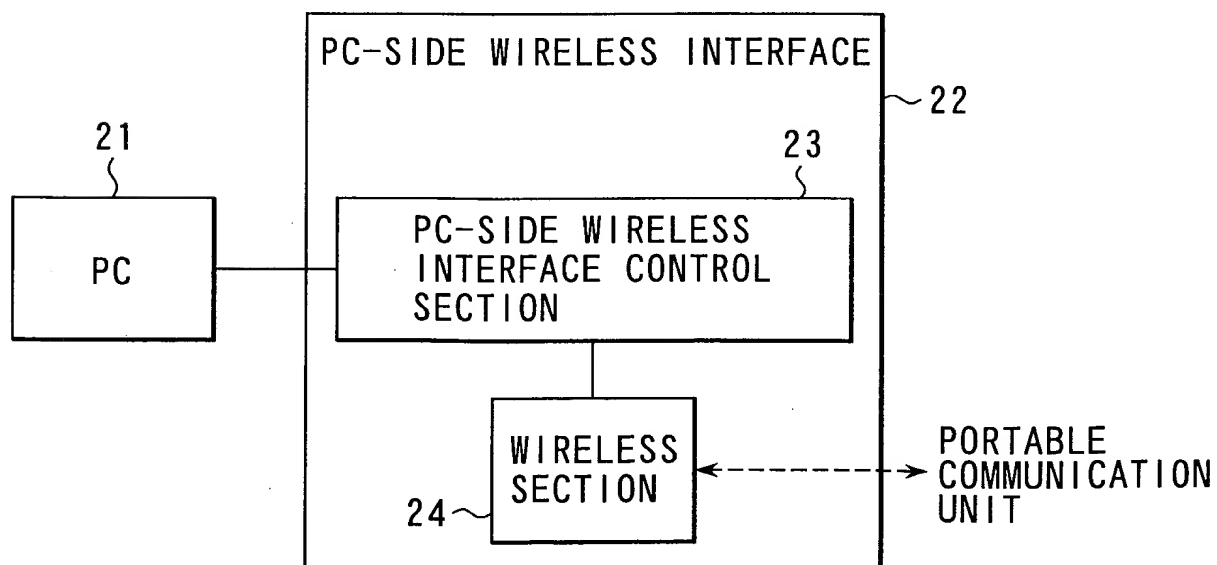 PC-SIDE WIRELESS INTERFACE
22
21
23
PC
PC-SIDE WIRELESS
INTERFACE CONTROL
SECTION
WIRELESS
SECTION
24
PORTABLE
COMMUNICATION
UNIT